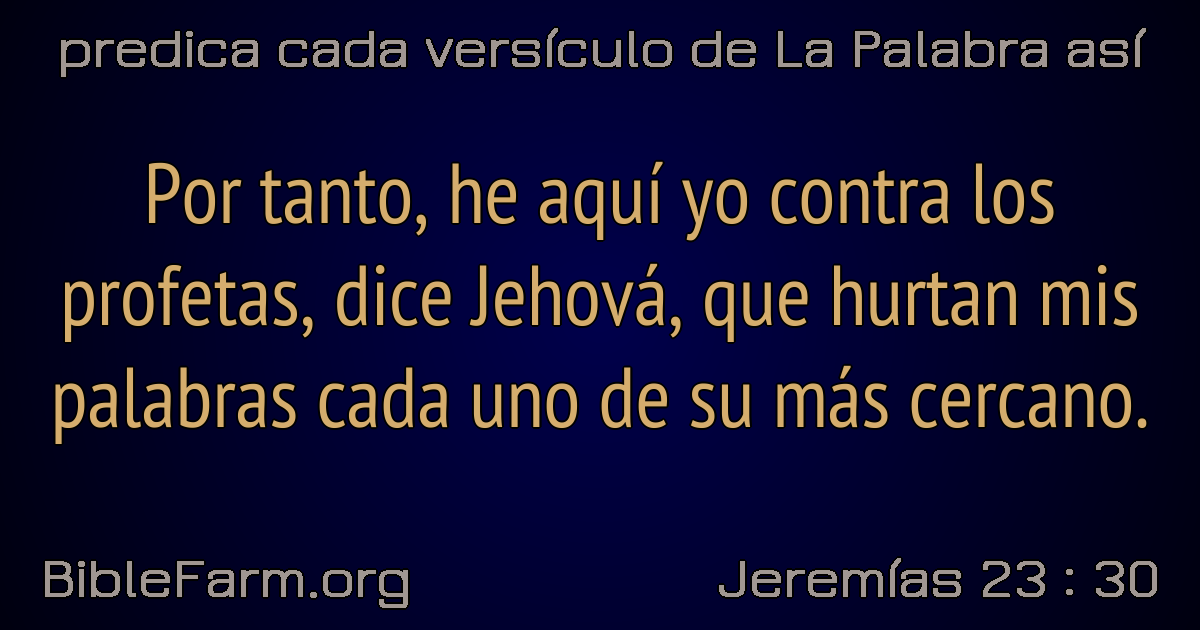 predica cada versículo de La Palabra así
Por tanto, he aquí yo contra los
profetas, dice Jehová, que hurtan mis
palabras cada uno de su más cercano.
BibleFarm.org
Jeremías 23 : 30